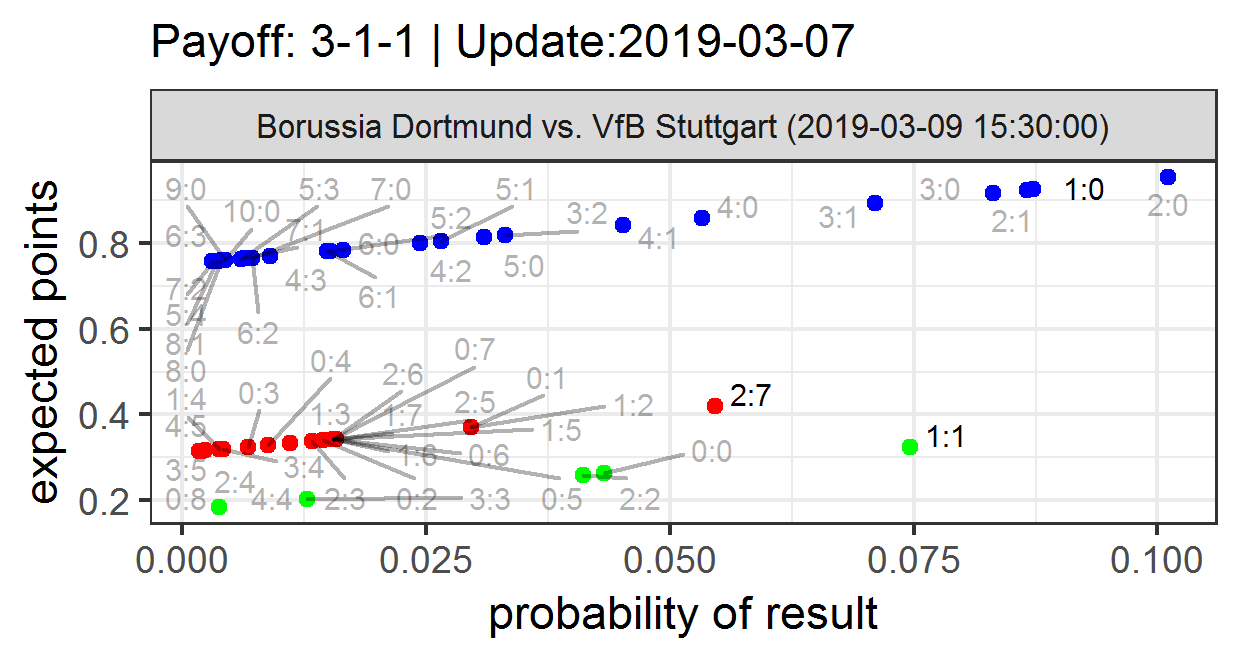 Payoff: 3-1-1 | Update:2019-03-07
Borussia Dortmund vs. VfB Stuttgart (2019-03-09 15:30:00)
expected points
0.8
0.6
0.4
0.2
9:0 5:3 7:0 5:1 3:0 1:0
10:0 5:2 3:2 4:0 3:1 2:1 2:0
6:3 7:1 6:0 4:1
4:3 4:2 5:0
7:2 6:1
5:4 6:2
8:1
8:0 0:4 0:7
1:4 0:3 2:6 0:1
4:5 1:3 1:7 2:5 1:2 2:7
1:5 1:1
3:5 3:4 1:6 0:6 0:0
2:4
0:8 4:4 2:3 0:2 3:3 0:5 2:2
0.000 0.025 0.050 0.075 0.100
probability of result